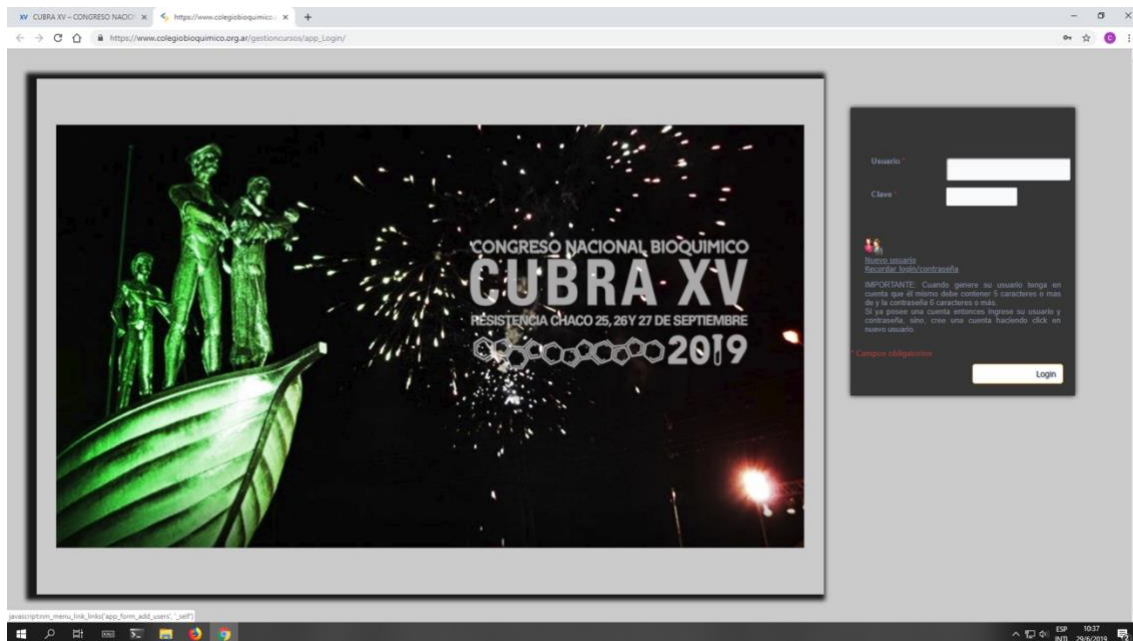 XV CUBRA XV – CONGRESO NACIO
https://www.colegiobioquimico.
https://www.colegiobioquimico.org.ar/gestioncursos/app_Login/
C
CONGRESO NACIONAL BIOQUIMICO
CUBRA XV
RESISTENCIA CHACO 25, 26 Y 27 DE SEPTIEMBRE
2019
Usuario *
Clave *
Nuevo usuario
Recordar login/contraseña
IMPORTANTE: Cuando genere su usuario tenga en
cuenta que él mismo debe contener 5 caracteres o mas
de y la contraseña 6 caracteres o más.
Si ya posee una cuenta entonces ingrese su usuario y
contraseña, sino, cree una cuenta haciendo click en
nuevo usuario.
* Campos obligatorios
Login
javascript:nm_menu_link_links('app_form_add_users', '_self')
ESP
INTL
10:37
29/6/2019